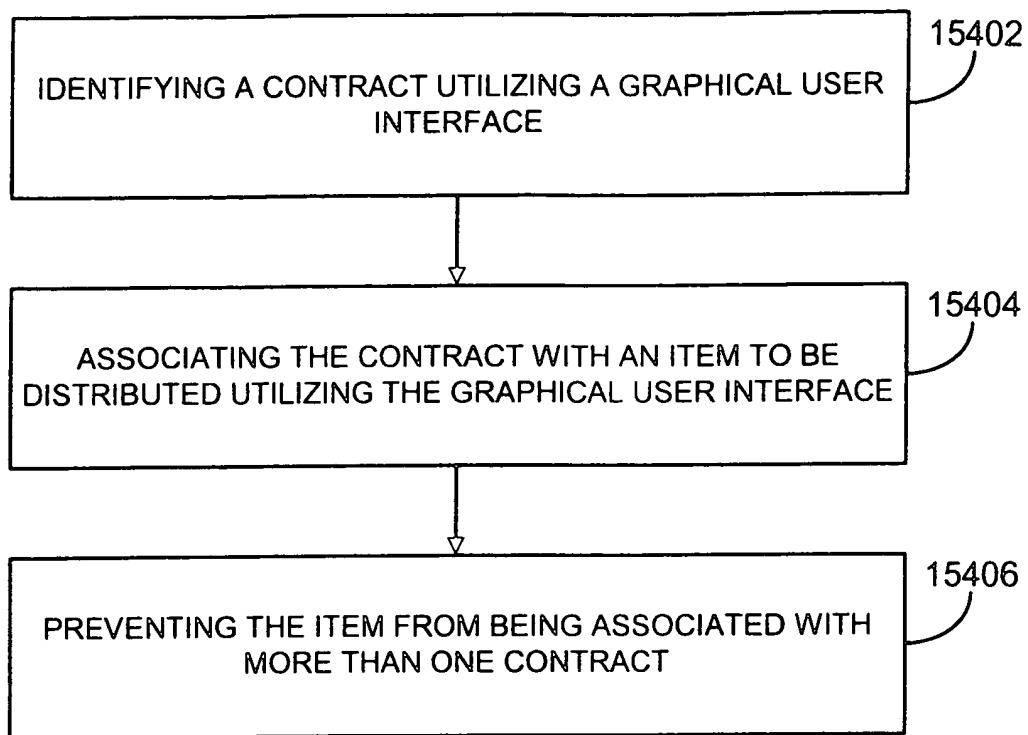 15402
IDENTIFYING A CONTRACT UTILIZING A GRAPHICAL USER
INTERFACE
15404
ASSOCIATING THE CONTRACT WITH AN ITEM TO BE
DISTRIBUTED UTILIZING THE GRAPHICAL USER INTERFACE
15406
PREVENTING THE ITEM FROM BEING ASSOCIATED WITH
MORE THAN ONE CONTRACT